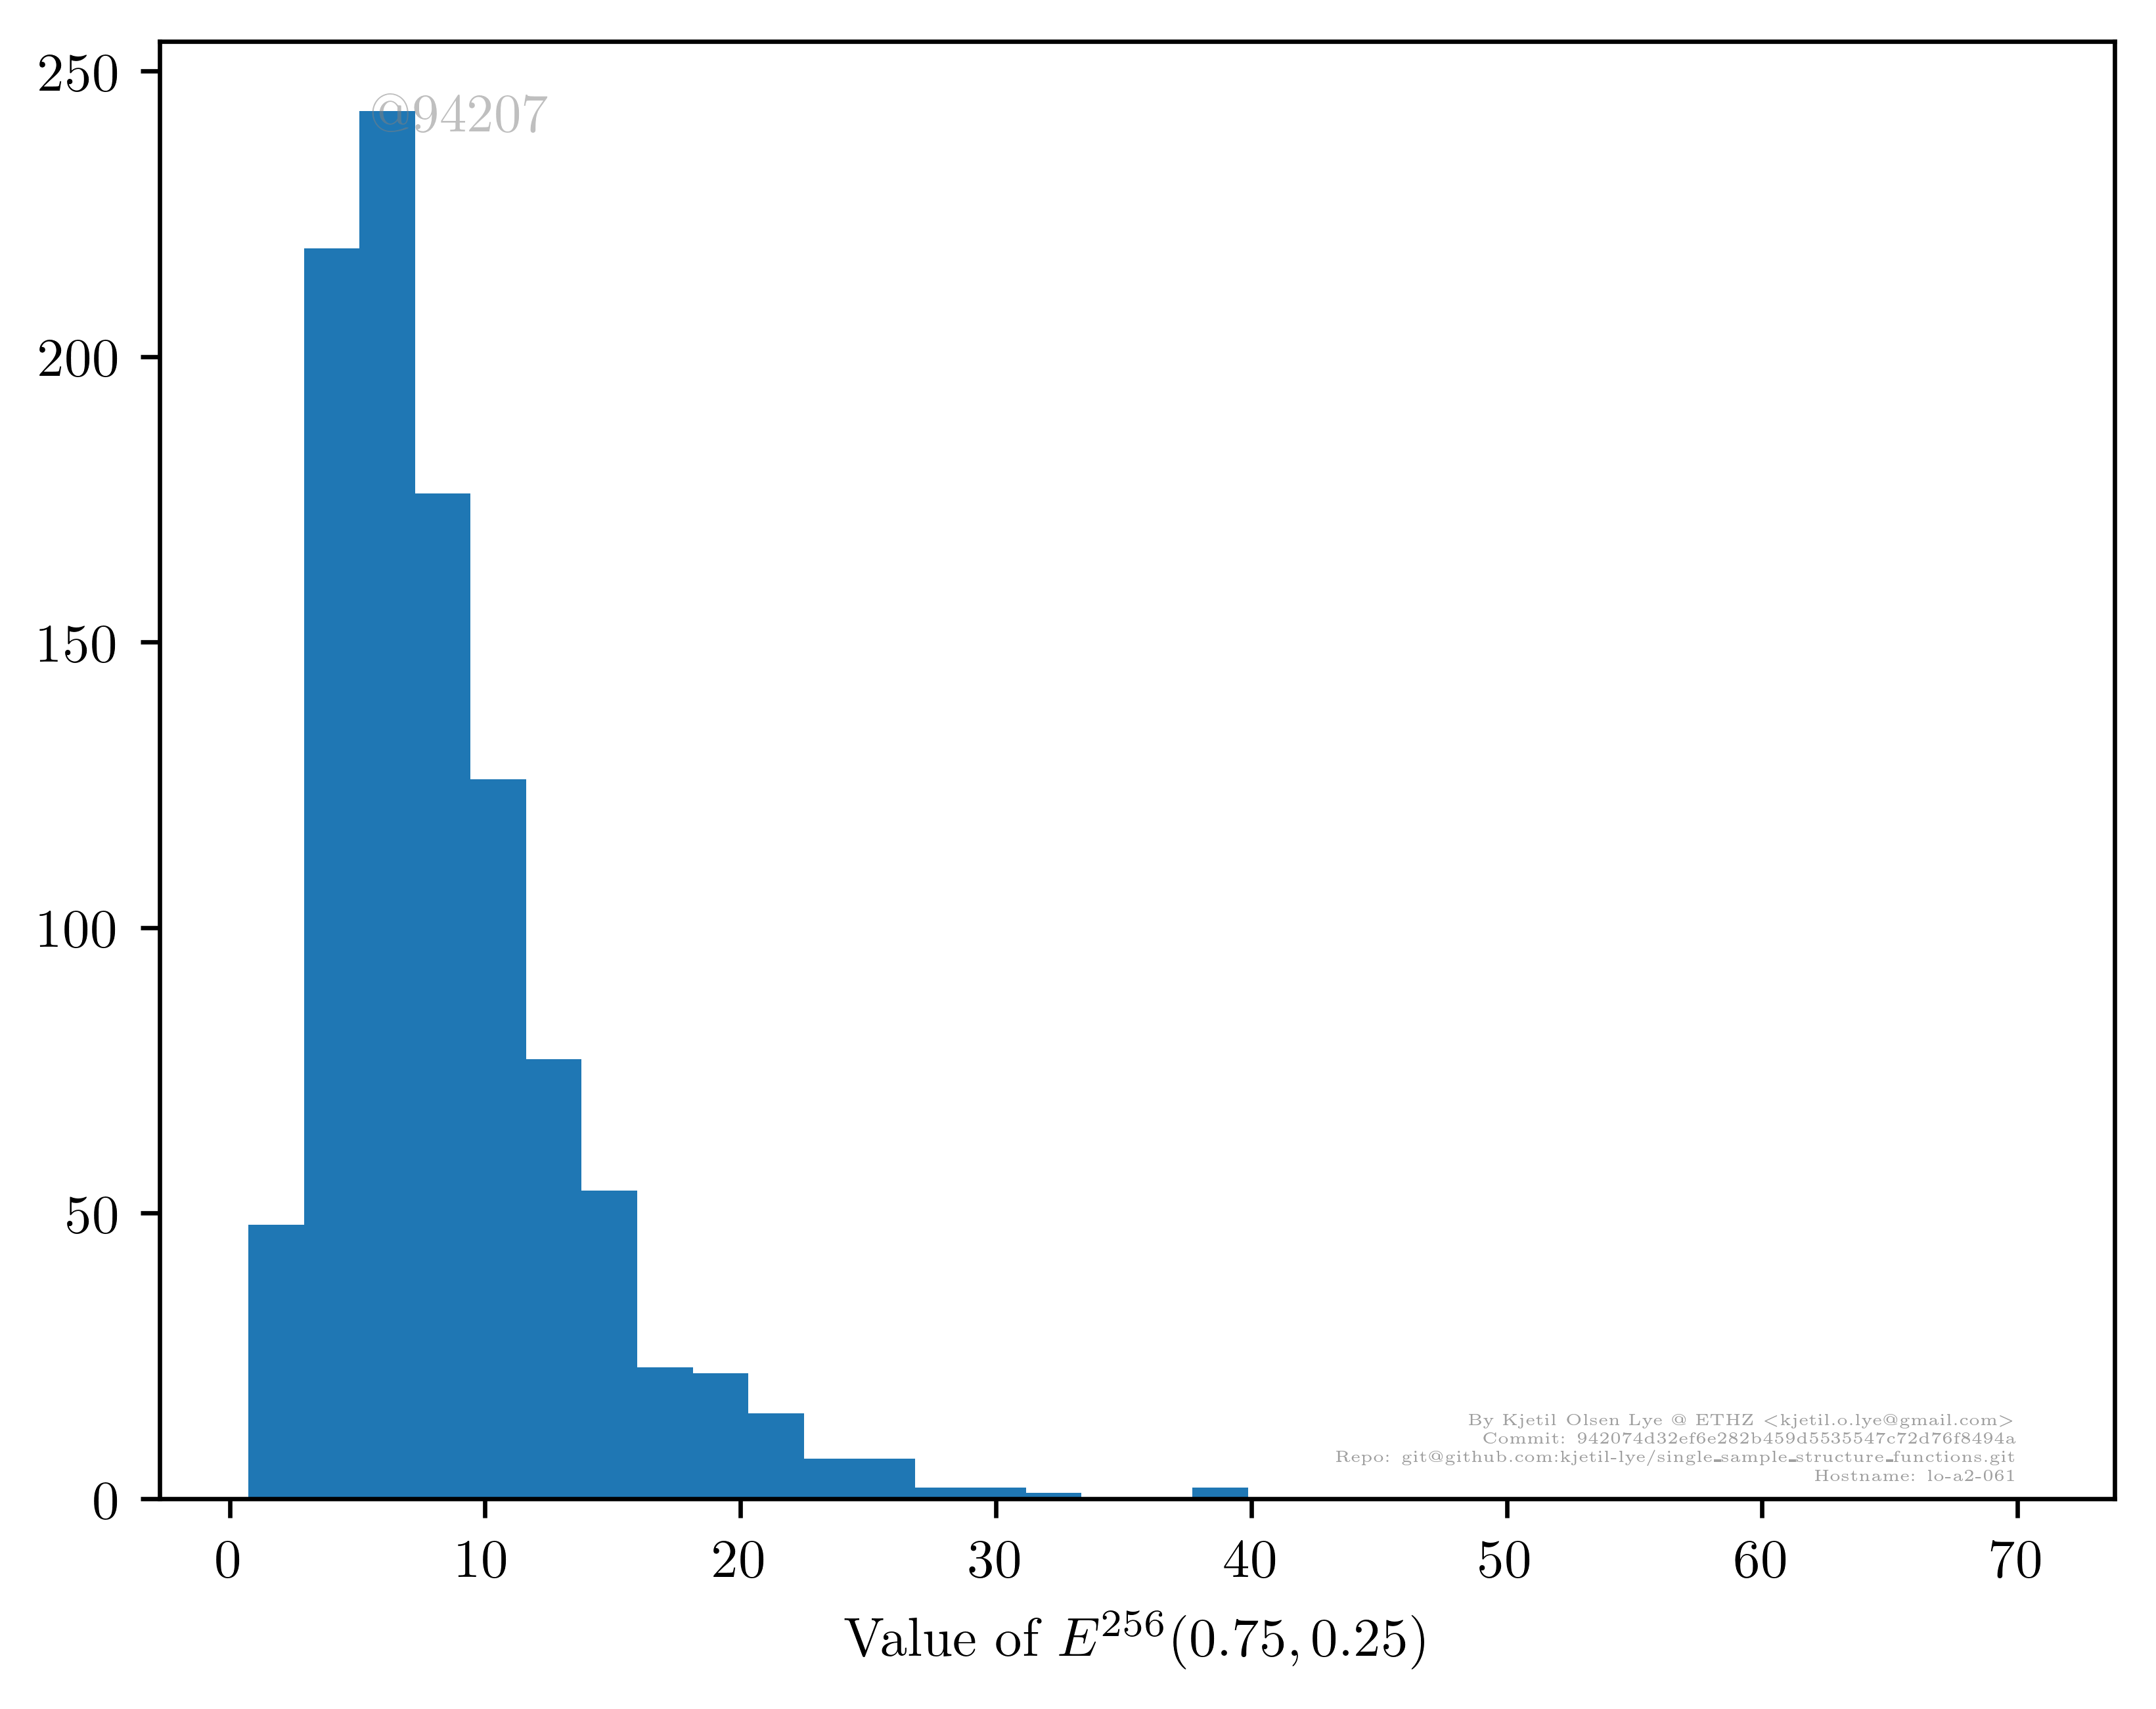 250
@94207
200
150
100
50
0
By Kjetil Olsen Lye @ ETHZ <kjetil.o.lye@gmail.com>
Commit: 942074d32ef6e282b459d5535547c72d76f8494a
Repo: git@github.com:kjetil-lye/single_sample_structure_functions.git
Hostname: lo-a2-061
0 10 20 30 40 50 60 70
Value of E^256(0.75, 0.25)